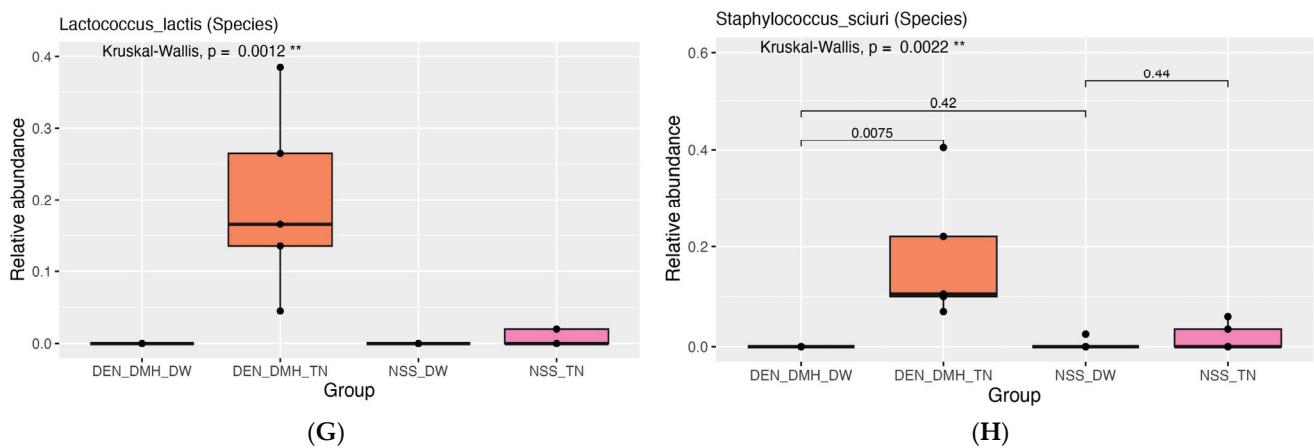 Lactococcus_lactis (Species)
Kruskal-Wallis, p = 0.0012 **
Relative abundance
0.4
0.3
0.2
0.1
0.0
DEN_DMH_DW DEN_DMH_TN NSS_DW NSS_TN
Group
(G)
Staphylococcus_sciuri (Species)
Kruskal-Wallis, p = 0.0022 **
Relative abundance
0.6
0.4
0.2
0.0
0.44
0.42
0.0075
DEN_DMH_DW DEN_DMH_TN NSS_DW NSS_TN
Group
(H)